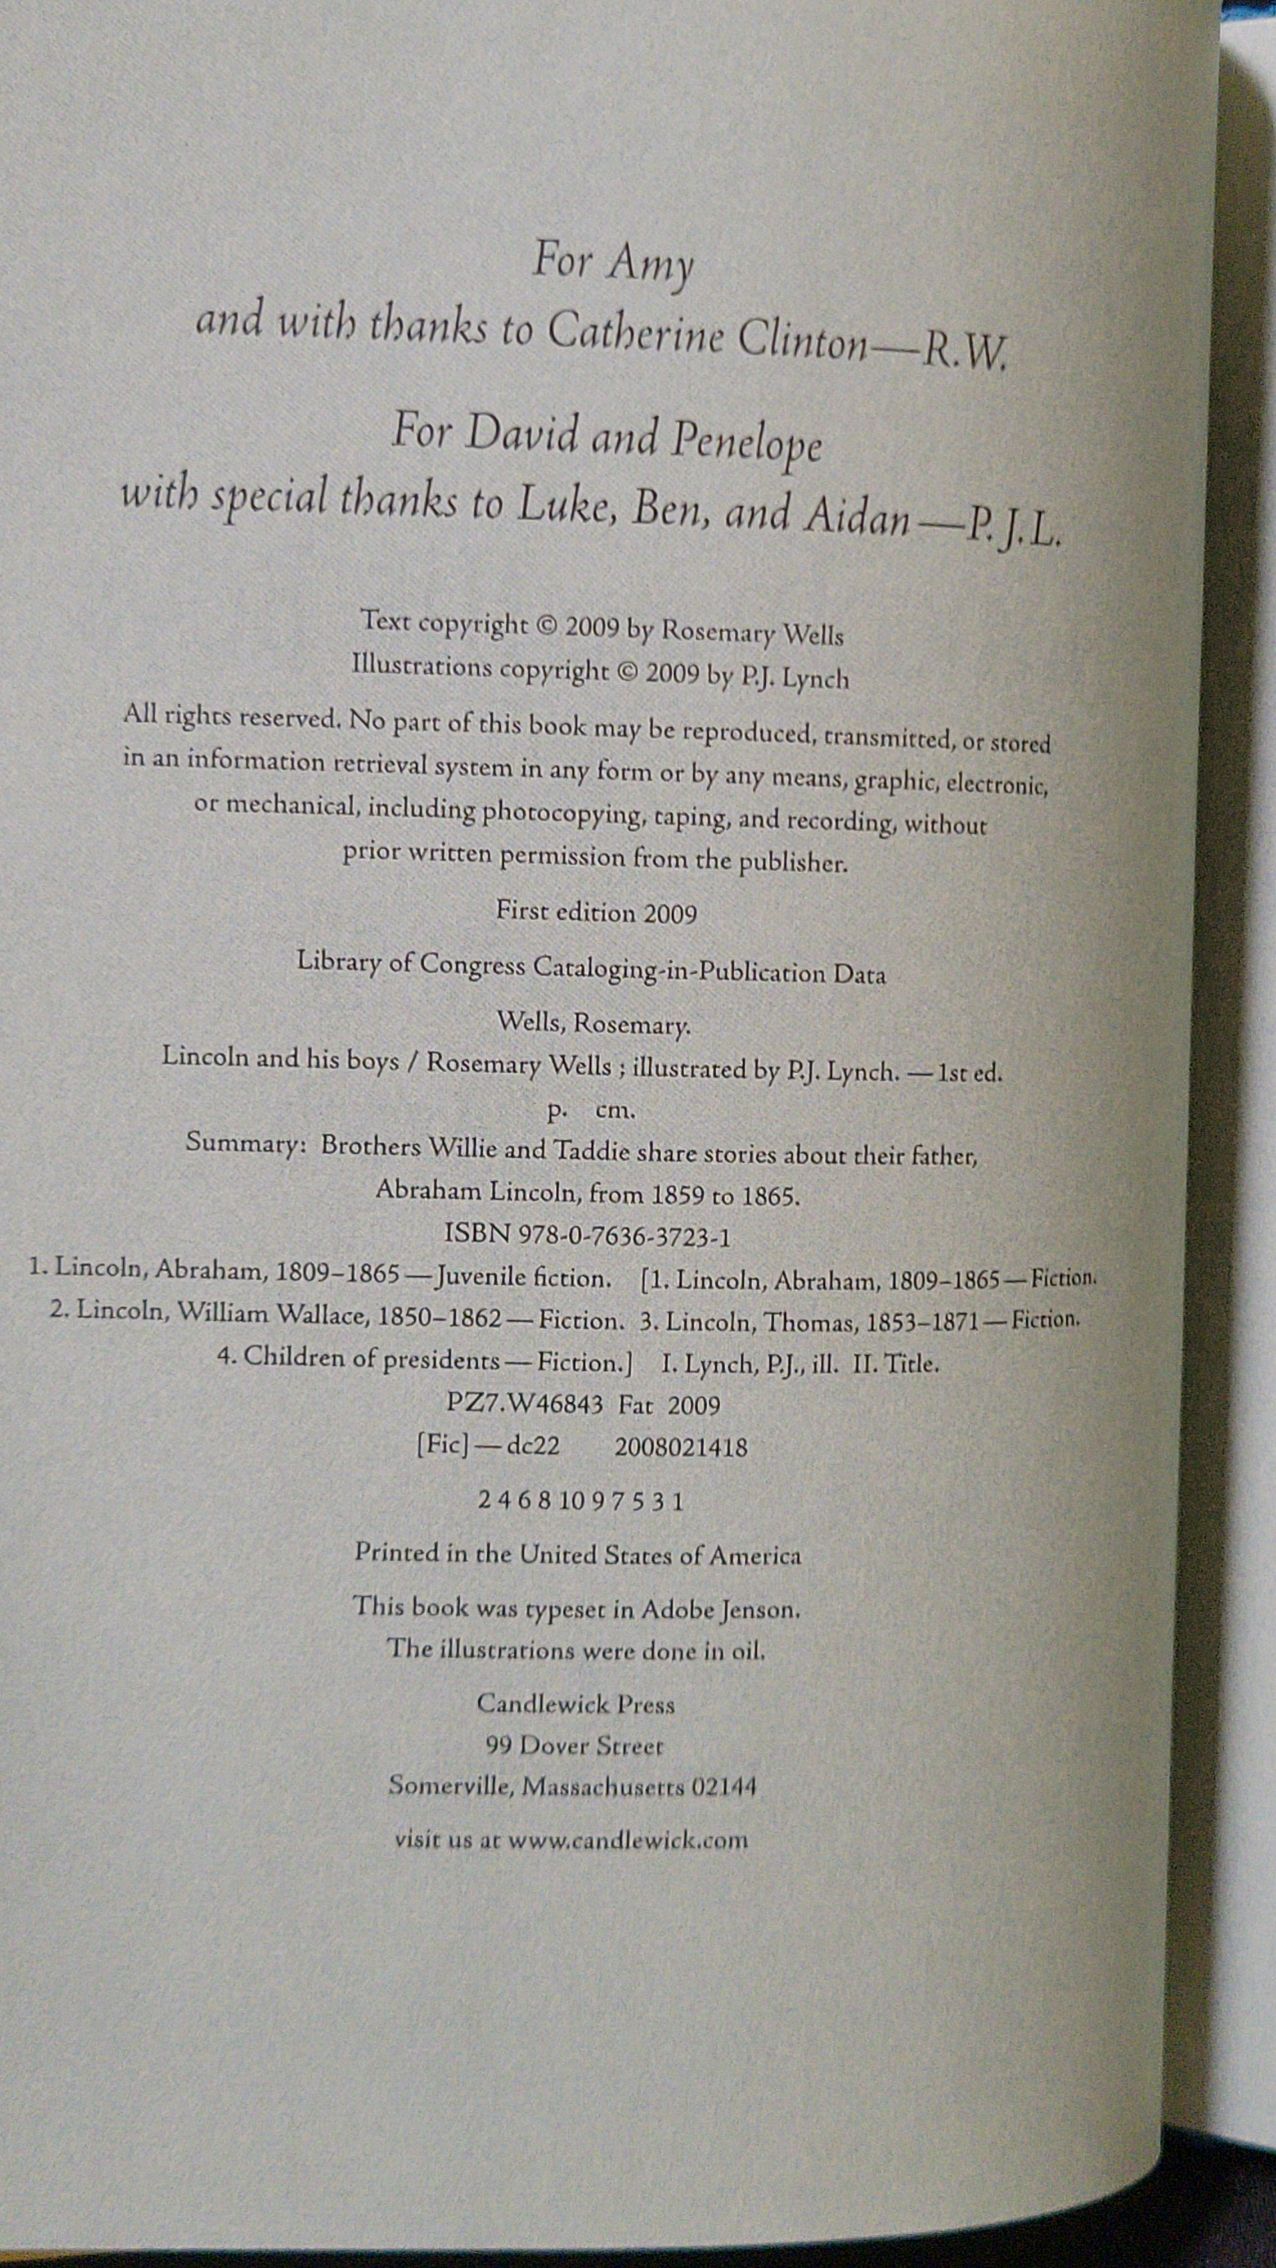 For Amy
and with thanks to Catherine Clinton—R.W.
For David and Penelope
with special thanks to Luke, Ben, and Aidan—P.J.L.
Text copyright © 2009 by Rosemary Wells
Illustrations copyright © 2009 by P.J. Lynch
All rights reserved. No part of this book may be reproduced, transmitted, or stored
in an information retrieval system in any form or by any means, graphic, electronic,
or mechanical, including photocopying, taping, and recording, without
prior written permission from the publisher.
First edition 2009
Library of Congress Cataloging-in-Publication Data
Wells, Rosemary.
Lincoln and his boys / Rosemary Wells ; illustrated by P.J. Lynch. —1st ed.
p. cm.
Summary: Brothers Willie and Taddie share stories about their father,
Abraham Lincoln, from 1859 to 1865.
ISBN 978-0-7636-3723-1
1. Lincoln, Abraham, 1809–1865—Juvenile fiction. [1. Lincoln, Abraham, 1809–1865—Fiction.
2. Lincoln, William Wallace, 1850–1862—Fiction. 3. Lincoln, Thomas, 1853–1871—Fiction.
4. Children of presidents—Fiction.] I. Lynch, P.J., ill. II. Title.
PZ7.W46843 Fat 2009
[Fic]—dc22 2008021418
2 4 6 8 10 9 7 5 3 1
Printed in the United States of America
This book was typeset in Adobe Jenson.
The illustrations were done in oil.
Candlewick Press
99 Dover Street
Somerville, Massachusetts 02144
visit us at www.candlewick.com